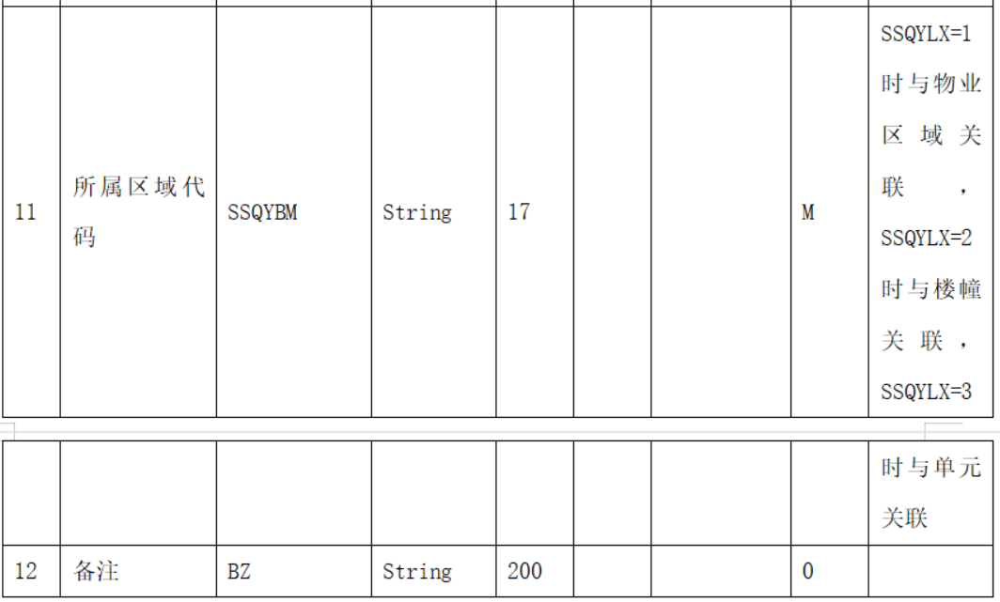 SSQYLX=1
时与物业
区域关
联，
SSQYLX=2
时与楼幢
关联，
SSQYLX=3
11 所属区域代码 SSQYBM String 17 M
时与单元
关联
12 备注 BZ String 200 O